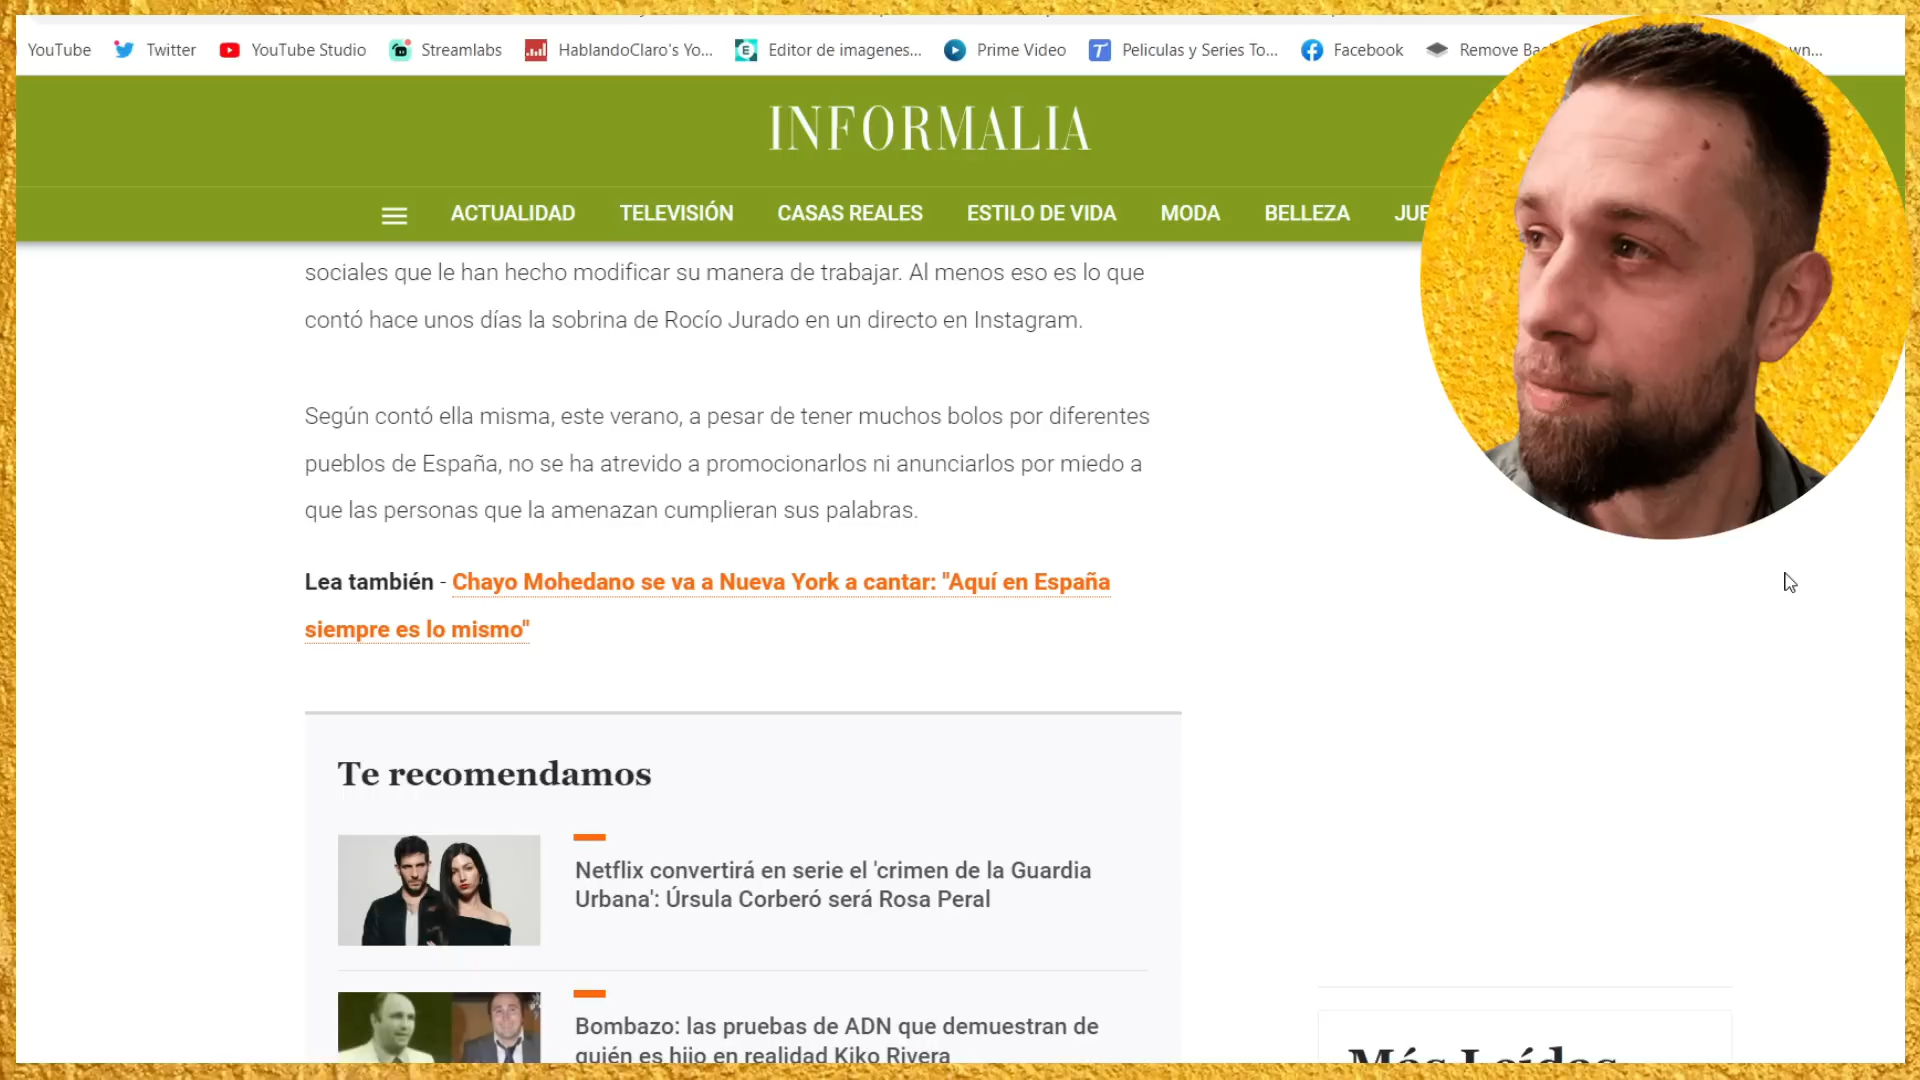 YouTube Twitter YouTube Studio Streamlabs HablandoClaro's Yo... Editor de imagenes... Prime Video Peliculas y Series To... Facebook Remove
INFORMALIA
ACTUALIDAD TELEVISIÓN CASAS REALES ESTILO DE VIDA MODA BELLEZA
sociales que le han hecho modificar su manera de trabajar. Al menos eso es lo que
contó hace unos días la sobrina de Rocío Jurado en un directo en Instagram.
Según contó ella misma, este verano, a pesar de tener muchos bolos por diferentes
pueblos de España, no se ha atrevido a promocionarlos ni anunciarlos por miedo a
que las personas que la amenazan cumplieran sus palabras.
Lea también - Chayo Mohedano se va a Nueva York a cantar: "Aquí en España
siempre es lo mismo"
Te recomendamos
Netflix convertirá en serie el 'crimen de la Guardia
Urbana': Úrsula Corberó será Rosa Peral
Bombazo: las pruebas de ADN que demuestran de
quién es hijo en realidad Kiko Rivera
Más Leídas